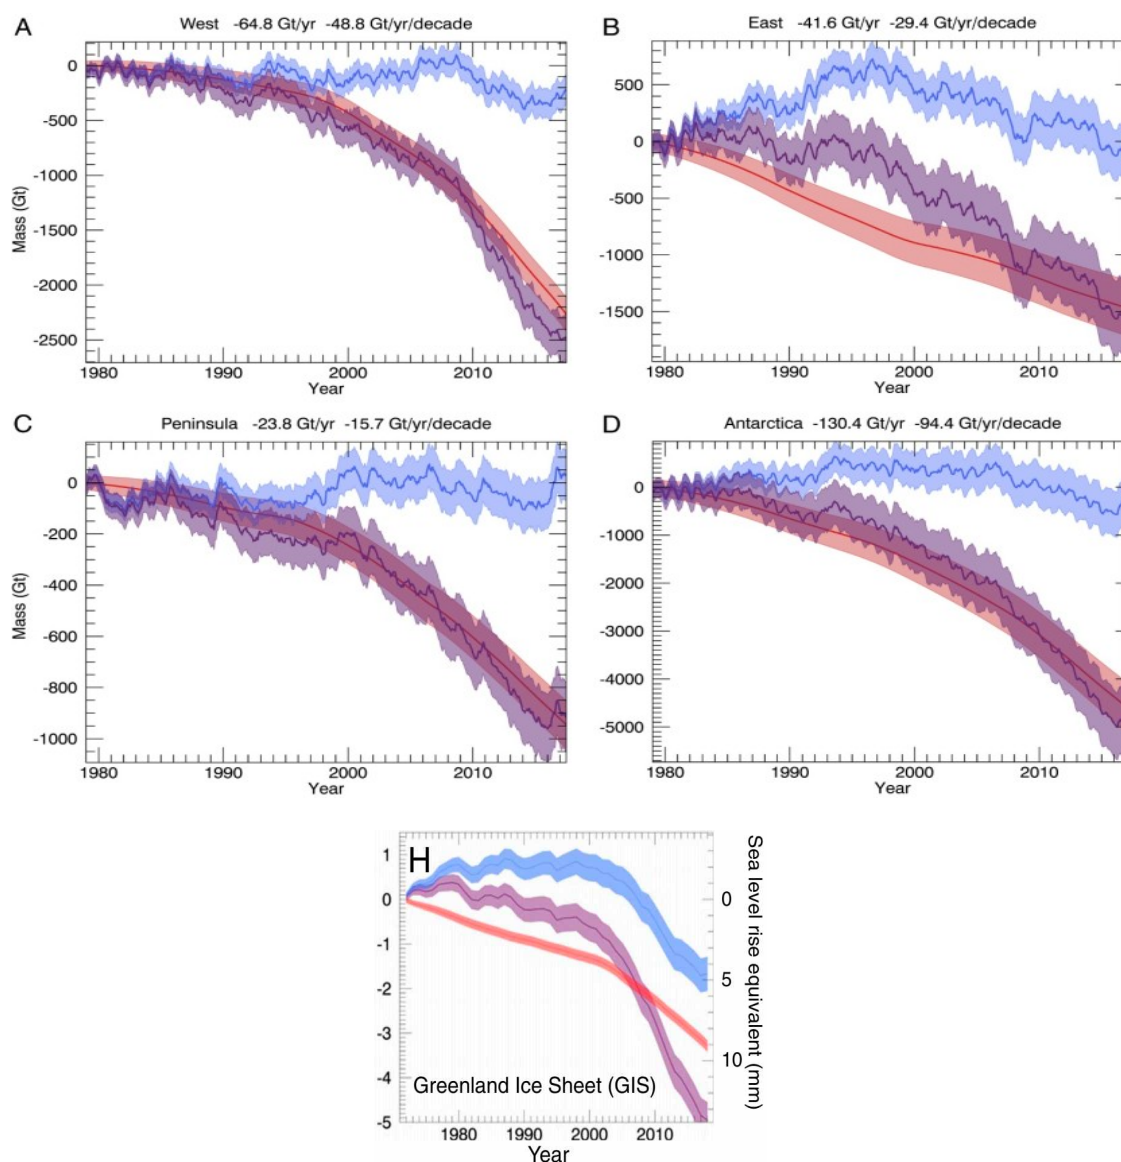 A West -64.8 Gt/yr -48.8 Gt/yr/decade
0
-500
-1000
-1500
-2000
-2500
Mass (Gt)
1980 1990 2000 2010
Year
B East -41.6 Gt/yr -29.4 Gt/yr/decade
500
0
-500
-1000
-1500
1980 1990 2000 2010
Year
C Peninsula -23.8 Gt/yr -15.7 Gt/yr/decade
0
-200
-400
-600
-800
-1000
Mass (Gt)
1980 1990 2000 2010
Year
D Antarctica -130.4 Gt/yr -94.4 Gt/yr/decade
0
-1000
-2000
-3000
-4000
-5000
1980 1990 2000 2010
Year
H
1
0
-1
-2
-3
-4
-5
0
5
10
Sea level rise equivalent (mm)
Greenland Ice Sheet (GIS)
1980 1990 2000 2010
Year